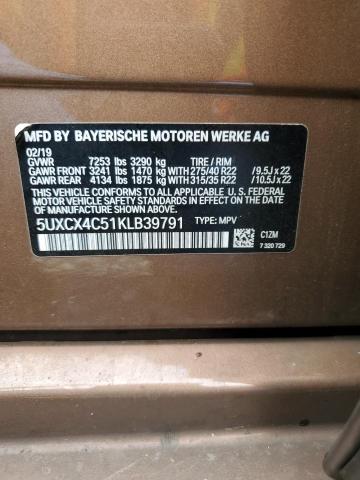 MFD BY BAYERISCHE MOTOREN WERKE AG
02/19
GVWR 7253 lbs 3290 kg TIRE / RIM
GAWR FRONT 3241 lbs 1470 kg WITH 275/40 R22 /9.5J x 22
GAWR REAR 4134 lbs 1875 kg WITH 315/35 R22 /10.5J x 22
THIS VEHICLE CONFORMS TO ALL APPLICABLE U.S. FEDERAL
MOTOR VEHICLE SAFETY STANDARDS IN EFFECT ON THE
DATE OF MANUFACTURE SHOWN ABOVE.
5UXCX4C51KLB39791 TYPE: MPV
C1ZM
7 320 729